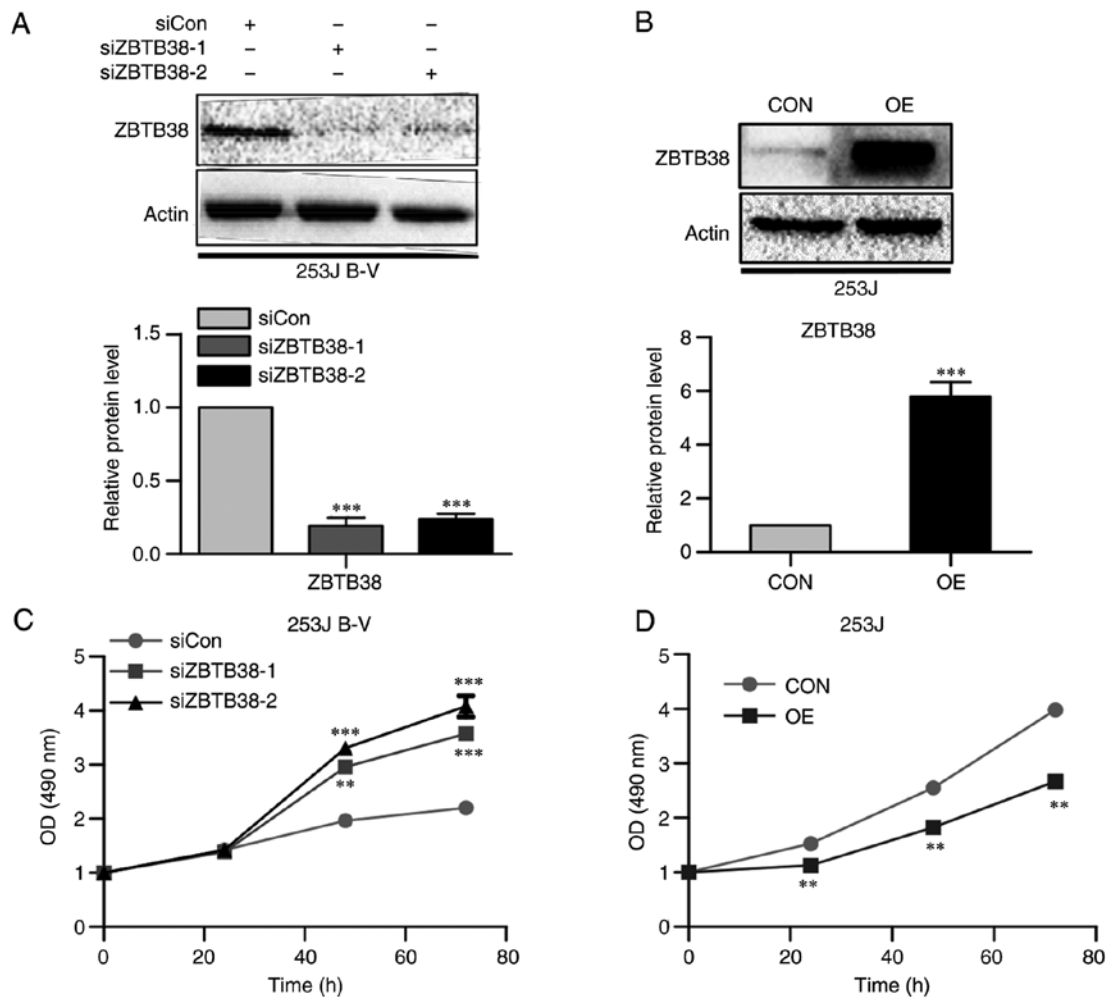 A
siCon + – –
siZBTB38-1 – + –
siZBTB38-2 – – +
ZBTB38
Actin
253J B-V
siCon
siZBTB38-1
siZBTB38-2
Relative protein level
1.5
1.0
0.5
0.0
*** ***
ZBTB38
B
CON OE
ZBTB38
Actin
253J
ZBTB38
Relative protein level
8
6
4
2
0
***
CON OE
C
253J B-V
siCon
siZBTB38-1
siZBTB38-2
OD (490 nm)
5
4
3
2
1
0
***
***
**
***
0 20 40 60 80
Time (h)
D
253J
CON
OE
OD (490 nm)
5
4
3
2
1
0
**
**
**
0 20 40 60 80
Time (h)